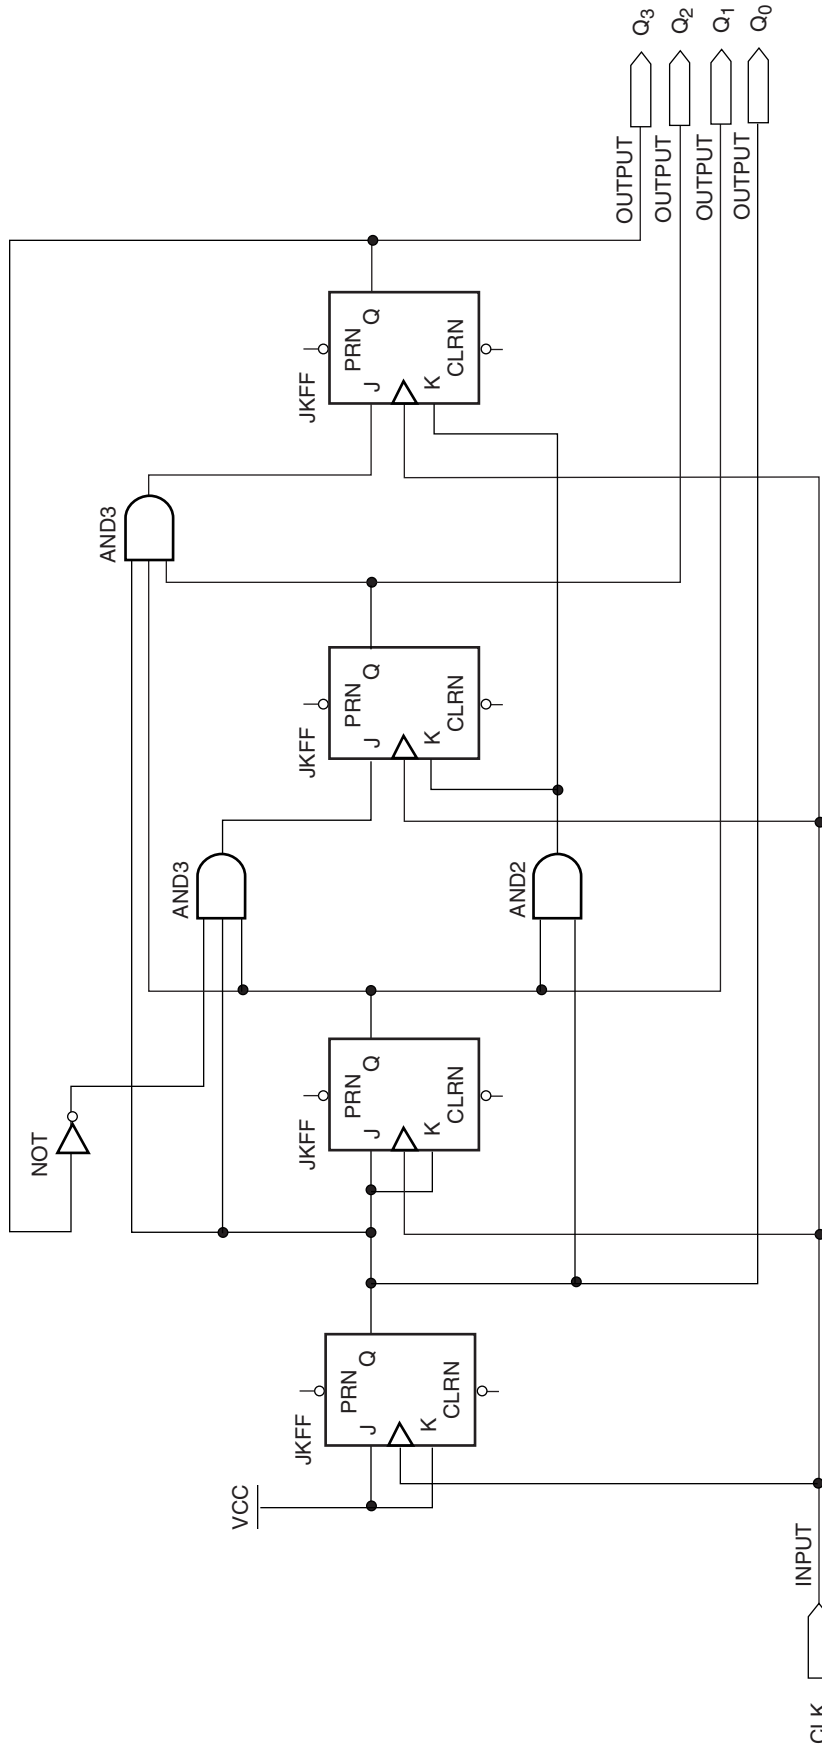 Q3
Q2
Q1
Q0
OUTPUT
OUTPUT
OUTPUT
OUTPUT
JKFF
PRN
J
Q
K
CLRN
AND3
JKFF
PRN
J
Q
K
CLRN
AND3
AND2
JKFF
PRN
J
Q
K
CLRN
NOT
JKFF
PRN
J
Q
K
CLRN
VCC
INPUT
CLK